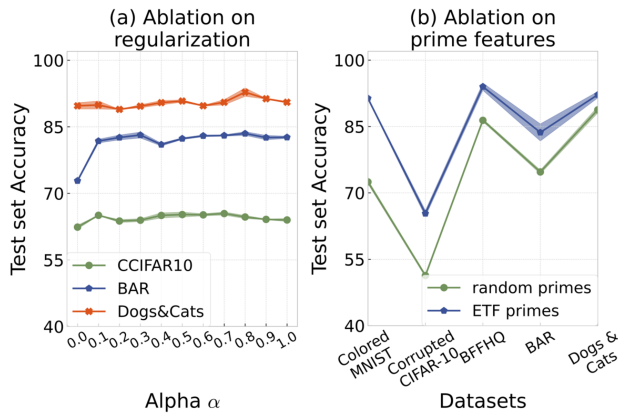 (a) Ablation on
regularization
Test set Accuracy
100
85
70
55
40
CCIFAR10
BAR
Dogs&Cats
0.0 0.1 0.2 0.3 0.4 0.5 0.6 0.7 0.8 0.9 1.0
Alpha α
(b) Ablation on
prime features
Test set Accuracy
100
85
70
55
40
random primes
ETF primes
Colored
MNIST
Corrupted
CIFAR-10
BFFHQ
BAR
Dogs &
Cats
Datasets